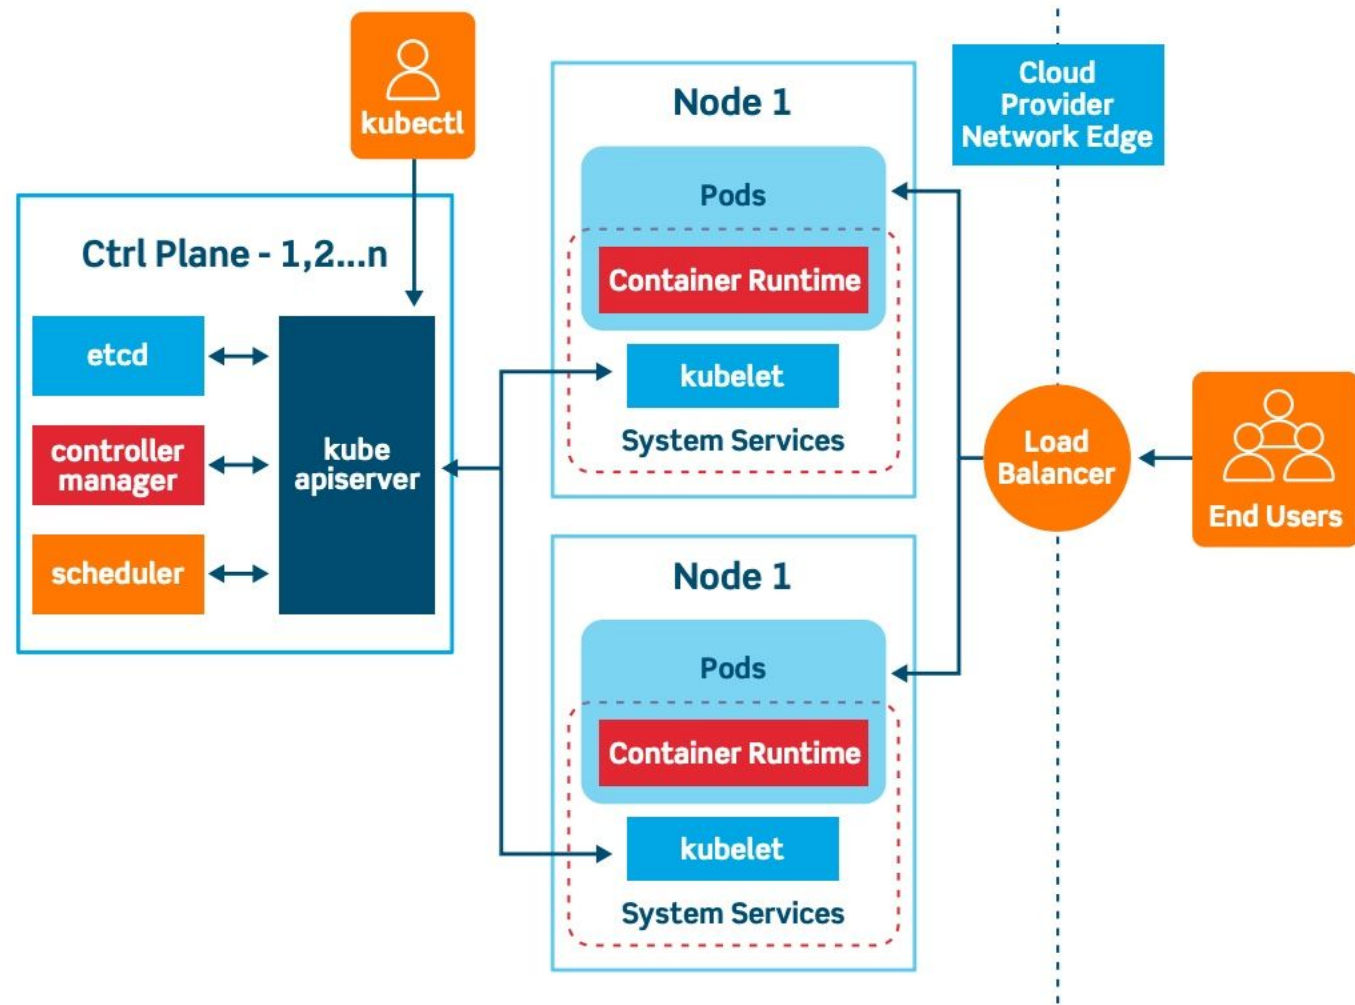 kubectl
Ctrl Plane - 1,2...n
etcd
controller
manager
scheduler
kube
apiserver
Node 1
Pods
Container Runtime
kubelet
System Services
Node 1
Pods
Container Runtime
kubelet
System Services
Cloud
Provider
Network Edge
Load
Balancer
End Users